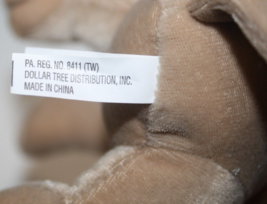 PA. REG. NO. 8411 (TW)
DOLLAR TREE DISTRIBUTION, INC.
MADE IN CHINA